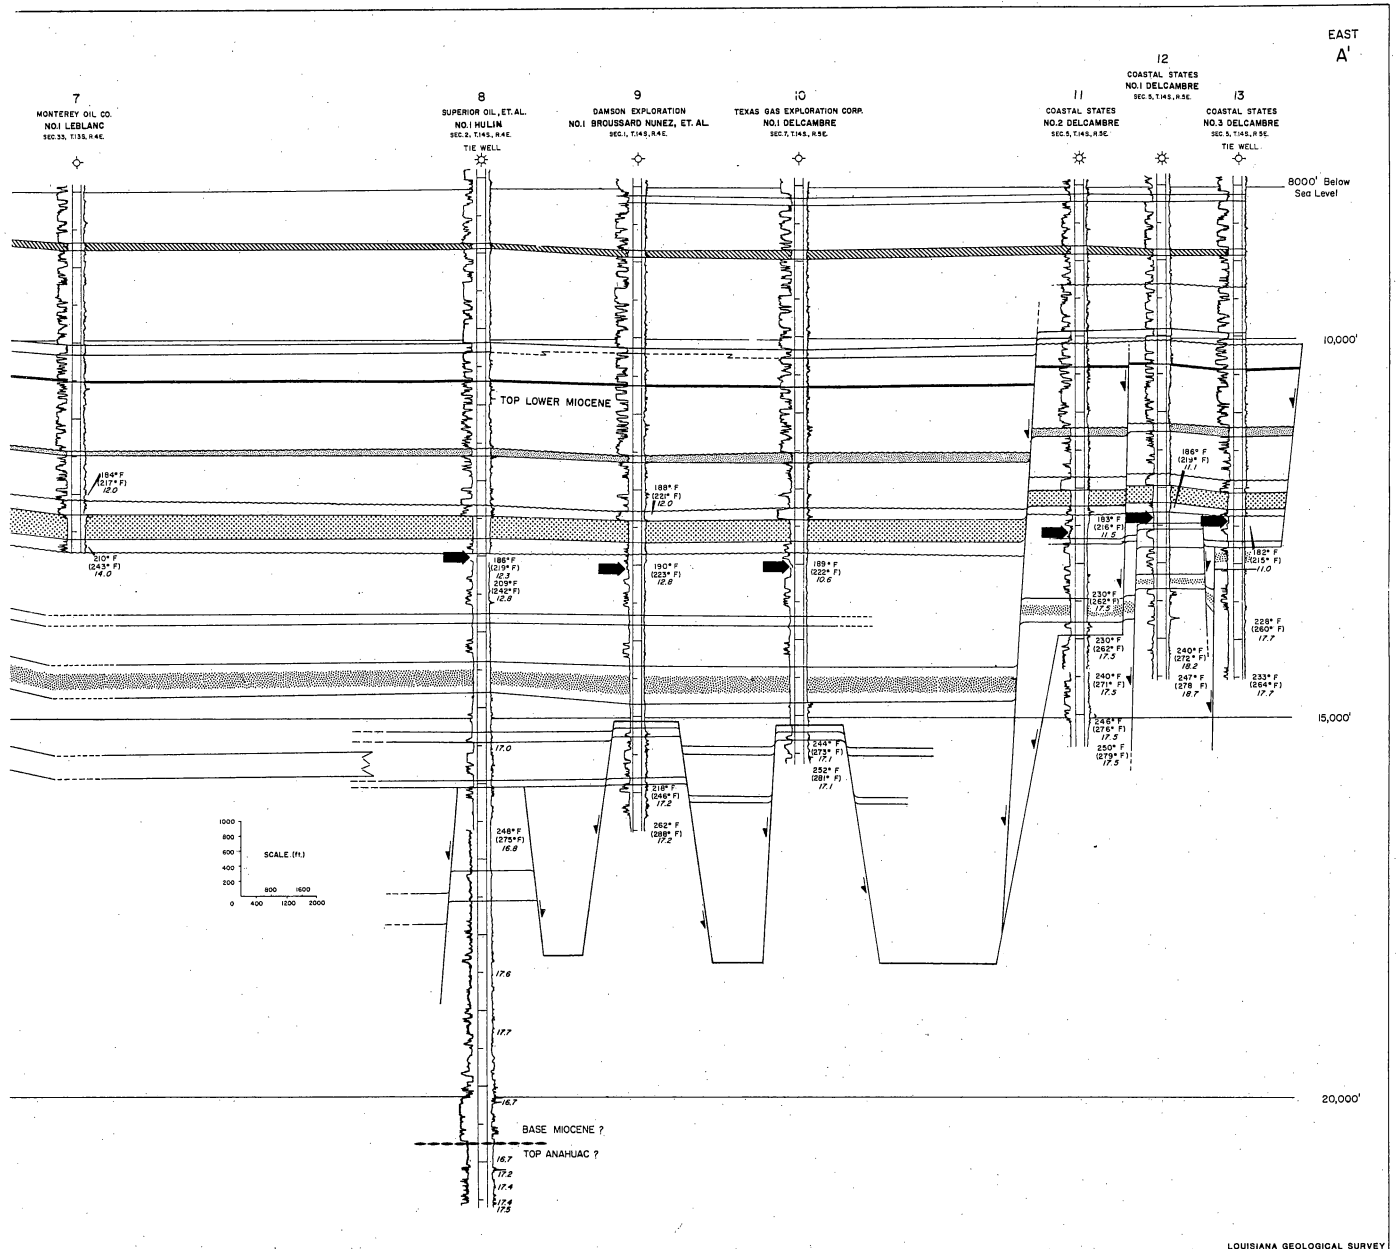 EAST
A'
7
MONTEREY OIL CO.
NO.1 LEBLANC
SEC.33, T.13S, R.4E.
8
SUPERIOR OIL, ET. AL.
NO.1 HULIN
SEC.2, T.14S., R.4E.
TIE WELL
9
DAMSON EXPLORATION
NO.1 BROUSSARD NUNEZ, ET. AL.
SEC.1, T.14S., R.4E.
10
TEXAS GAS EXPLORATION CORP.
NO.1 DELCAMBRE
SEC.7, T.14S., R.5E.
11
COASTAL STATES
NO.2 DELCAMBRE
SEC.5, T.14S., R.5E.
12
COASTAL STATES
NO.1 DELCAMBRE
SEC.5, T.14S., R.5E.
13
COASTAL STATES
NO.3 DELCAMBRE
SEC.5, T.14S., R.5E.
TIE WELL
8000' Below
Sea Level
10,000'
TOP LOWER MIOCENE
184° F
(217° F)
12.0
210° F
(243° F)
14.0
186° F
(219° F)
12.3
209° F
(242° F)
12.8
188° F
(221° F)
12.0
190° F
(223° F)
12.8
189° F
(222° F)
10.6
183° F
(216° F)
11.5
186° F
(219° F)
11.1
182° F
(215° F)
11.0
230° F
(262° F)
17.5
230° F
(262° F)
17.5
240° F
(271° F)
17.5
246° F
(276° F)
17.5
250° F
(279° F)
17.5
240° F
(272° F)
18.2
247° F
(278 F)
18.7
228° F
(260° F)
17.7
233° F
(264° F)
17.7
15,000'
17.0
244° F
(273° F)
17.1
252° F
(281° F)
17.1
218° F
(246° F)
17.2
262° F
(288° F)
17.2
248° F
(275° F)
16.8
1000
800
600
400
200
0
SCALE (ft.)
800 1600
400 1200 2000
17.6
17.7
16.7
20,000'
BASE MIOCENE ?
TOP ANAHUAC ?
16.7
17.2
17.4
17.4
17.5
LOUISIANA GEOLOGICAL SURVEY